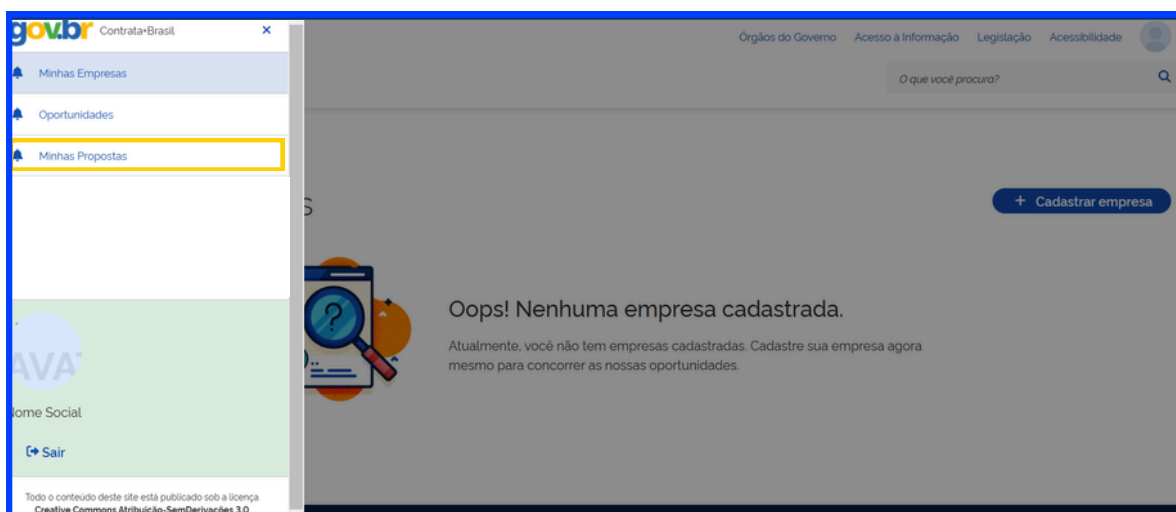 gov.br Contrata+Brasil
Minhas Empresas
Oportunidades
Minhas Propostas
AVA
Nome Social
Sair
Todo o conteúdo deste site está publicado sob a licença
Creative Commons Atribuição-SemDerivações 3.0
Órgãos do Governo Acesso à Informação Legislação Acessibilidade
O que você procura?
S
+ Cadastrar empresa
Oops! Nenhuma empresa cadastrada.
Atualmente, você não tem empresas cadastradas. Cadastre sua empresa agora
mesmo para concorrer as nossas oportunidades.